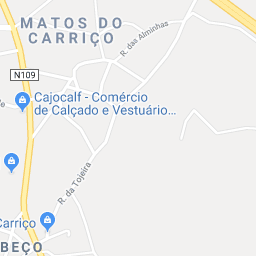 MATOS DO
CARRIÇO
R. das Alminhas
N109
Cajocalf - Comércio
de Calçado e Vestuário...
R. da Tojeira
Carriço
BEÇO